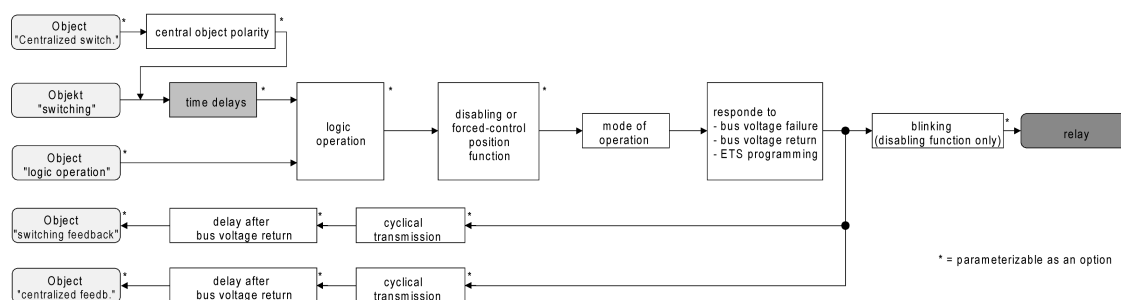 Object
"Centralized switch."
*
central object polarity
*
Objekt
"switching"
time delays
*
logic
operation
*
disabling or
forced-control
position
function
*
mode of
operation
responde to
- bus voltage failure
- bus voltage return
- ETS programming
blinking
(disabling function only)
*
relay
Object
"logic operation"
*
Object
"switching feedback"
*
delay after
bus voltage return
*
cyclical
transmission
*
* = parameterizable as an option
Object
"centralized feedb."
*
delay after
bus voltage return
*
cyclical
transmission
*